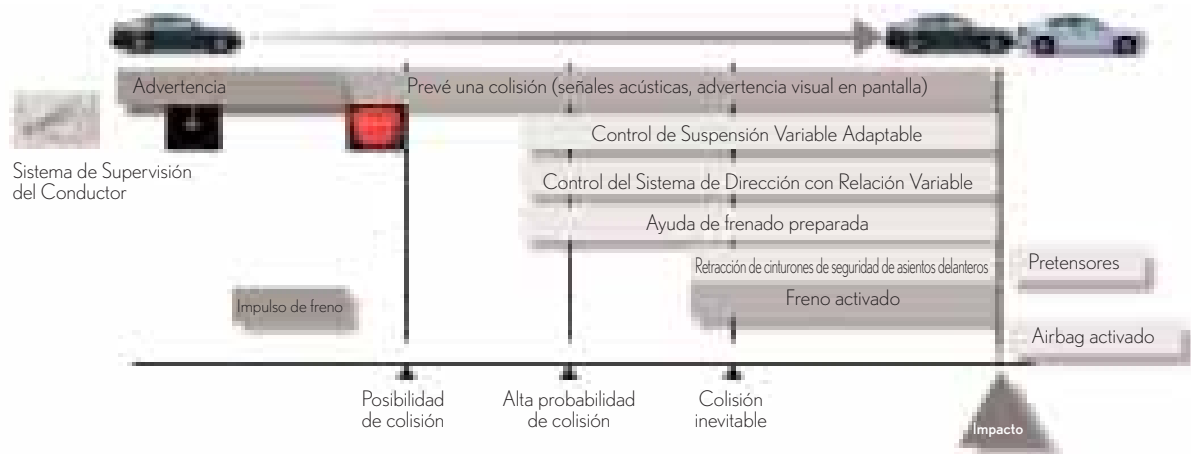 Advertencia
Prevé una colisión (señales acústicas, advertencia visual en pantalla)
Sistema de Supervisión
del Conductor
Control de Suspensión Variable Adaptable
Control del Sistema de Dirección con Relación Variable
Ayuda de frenado preparada
Retracción de cinturones de seguridad de asientos delanteros
Pretensores
Impulso de freno
Freno activado
Airbag activado
Posibilidad
de colisión
Alta probabilidad
de colisión
Colisión
inevitable
Impacto